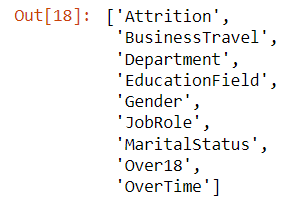 Out[18]: ['Attrition',
'BusinessTravel',
'Department',
'EducationField',
'Gender',
'JobRole',
'MaritalStatus',
'Over18',
'OverTime']